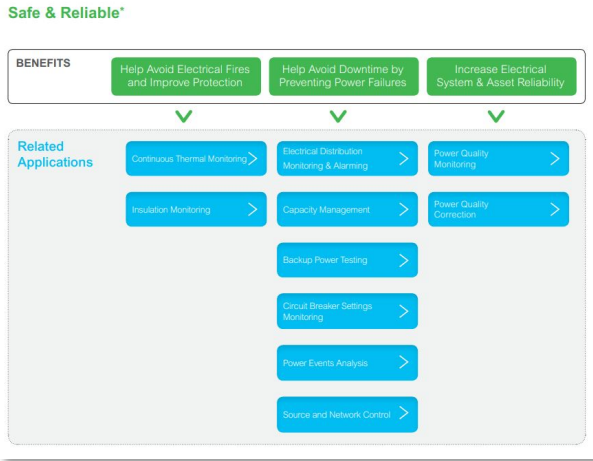 Safe & Reliable*
BENEFITS
Help Avoid Electrical Fires
and Improve Protection
Help Avoid Downtime by
Preventing Power Failures
Increase Electrical
System & Asset Reliability
Related
Applications
Continuous Thermal Monitoring
Insulation Monitoring
Electrical Distribution
Monitoring & Alarming
Capacity Management
Backup Power Testing
Circuit Breaker Settings
Monitoring
Power Events Analysis
Source and Network Control
Power Quality
Monitoring
Power Quality
Correction